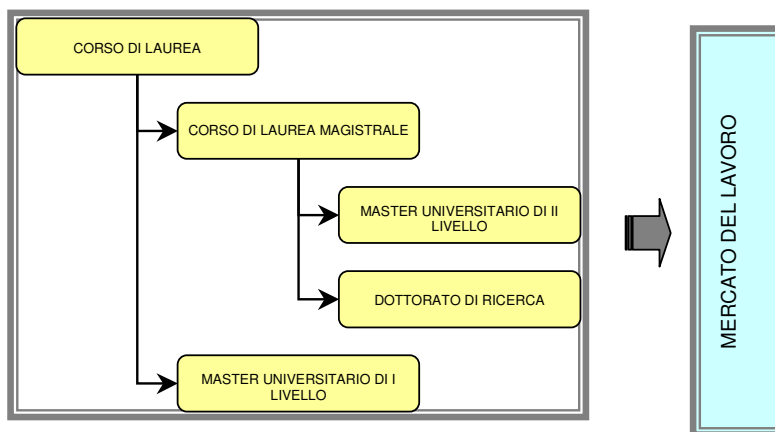 CORSO DI LAUREA
CORSO DI LAUREA MAGISTRALE
MASTER UNIVERSITARIO DI II
LIVELLO
DOTTORATO DI RICERCA
MASTER UNIVERSITARIO DI I
LIVELLO
MERCATO DEL LAVORO